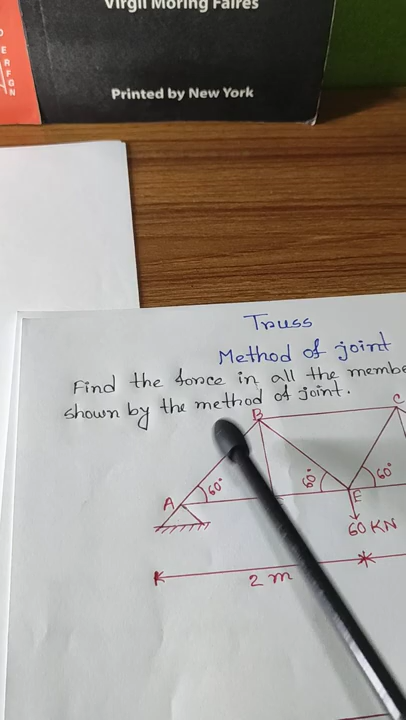 Virgil Moring Faires
Printed by New York
Truss
Method of joint
Find the force in all the membe
shown by the method of joint.
B
C
A
60°
60°
E
60°
60 KN
2 m